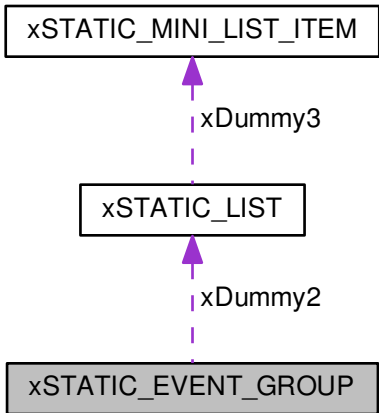 xSTATIC_MINI_LIST_ITEM
xDummy3
xSTATIC_LIST
xDummy2
xSTATIC_EVENT_GROUP